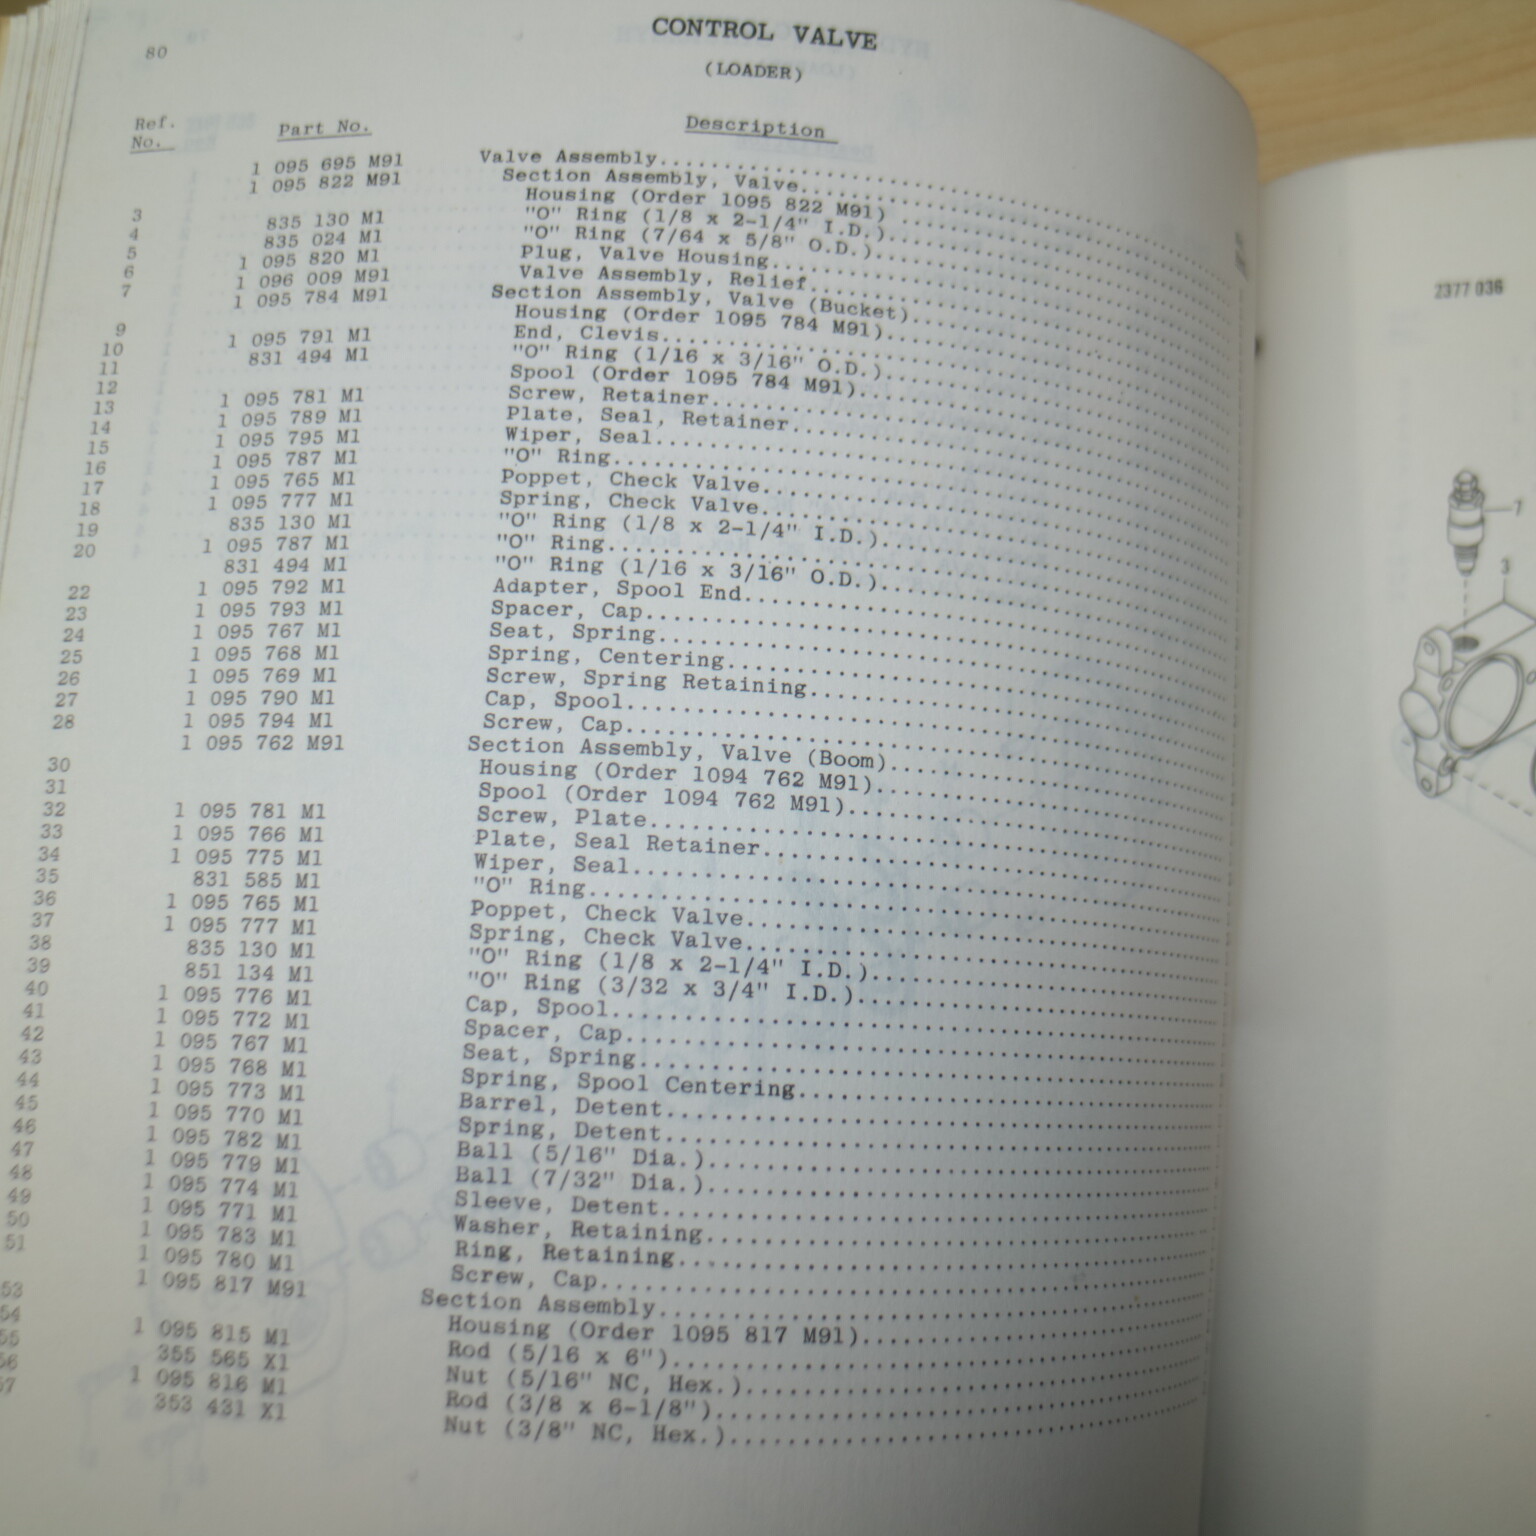 80
CONTROL VALVE
(LOADER)
Ref. No. Part No. Description
1 095 695 M91 Valve Assembly
1 095 822 M91 Section Assembly, Valve
3 Housing (Order 1095 822 M91)
4 835 130 M1 "O" Ring (1/8 x 2-1/4" I.D.)
5 835 024 M1 "O" Ring (7/64 x 5/8" O.D.)
6 1 095 820 M1 Plug, Valve Housing
7 1 096 009 M91 Valve Assembly, Relief
1 095 784 M91 Section Assembly, Valve (Bucket)
9 Housing (Order 1095 784 M91)
10 1 095 791 M1 End, Clevis
11 831 494 M1 "O" Ring (1/16 x 3/16" O.D.)
12 Spool (Order 1095 784 M91)
13 1 095 781 M1 Screw, Retainer
14 1 095 789 M1 Plate, Seal, Retainer
15 1 095 795 M1 Wiper, Seal
16 1 095 787 M1 "O" Ring
17 1 095 765 M1 Poppet, Check Valve
18 1 095 777 M1 Spring, Check Valve
19 835 130 M1 "O" Ring (1/8 x 2-1/4" I.D.)
20 1 095 787 M1 "O" Ring
831 494 M1 "O" Ring (1/16 x 3/16" O.D.)
22 1 095 792 M1 Adapter, Spool End
23 1 095 793 M1 Spacer, Cap
24 1 095 767 M1 Seat, Spring
25 1 095 768 M1 Spring, Centering
26 1 095 769 M1 Screw, Spring Retaining
27 1 095 790 M1 Cap, Spool
28 1 095 794 M1 Screw, Cap
1 095 762 M91 Section Assembly, Valve (Boom)
30 Housing (Order 1094 762 M91)
31 Spool (Order 1094 762 M91)
32 1 095 781 M1 Screw, Plate
33 1 095 766 M1 Plate, Seal Retainer
34 1 095 775 M1 Wiper, Seal
35 831 585 M1 "O" Ring
36 1 095 765 M1 Poppet, Check Valve
37 1 095 777 M1 Spring, Check Valve
38 835 130 M1 "O" Ring (1/8 x 2-1/4" I.D.)
39 851 134 M1 "O" Ring (3/32 x 3/4" I.D.)
40 1 095 776 M1 Cap, Spool
41 1 095 772 M1 Spacer, Cap
42 1 095 767 M1 Seat, Spring
43 1 095 768 M1 Spring, Spool Centering
44 1 095 773 M1 Barrel, Detent
45 1 095 770 M1 Spring, Detent
46 1 095 782 M1 Ball (5/16" Dia.)
47 1 095 779 M1 Ball (7/32" Dia.)
48 1 095 774 M1 Sleeve, Detent
49 1 095 771 M1 Washer, Retaining
50 1 095 783 M1 Ring, Retaining
51 1 095 780 M1 Screw, Cap
1 095 817 M91 Section Assembly
53 Housing (Order 1095 817 M91)
54 1 095 815 M1 Rod (5/16 x 6")
55 355 565 X1 Nut (5/16" NC, Hex.)
56 1 095 816 M1 Rod (3/8 x 6-1/8")
57 353 431 X1 Nut (3/8" NC, Hex.)
2377 036
7
3